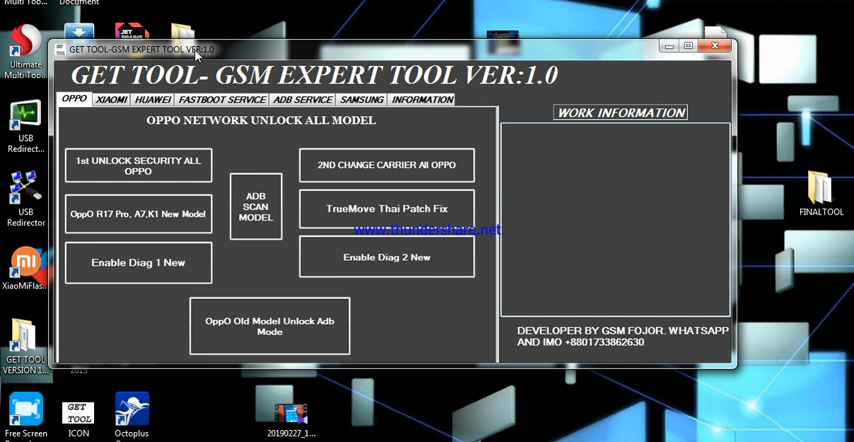 Multi Too...
Document
JET
BRAINS
GET TOOL-GSM EXPERT TOOL VER:1.0
GET TOOL- GSM EXPERT TOOL VER:1.0
OPPO XIAOMI HUAWEI FASTBOOT SERVICE ADB SERVICE SAMSUNG INFORMATION
OPPO NETWORK UNLOCK ALL MODEL
WORK INFORMATION
1st UNLOCK SECURITY ALL
OPPO
2ND CHANGE CARRIER All OPPO
ADB
SCAN
MODEL
OppO R17 Pro, A7,K1 New Model
TrueMove Thai Patch Fix
www.thundershare.net
Enable Diag 1 New
Enable Diag 2 New
OppO Old Model Unlock Adb
Mode
DEVELOPER BY GSM FOJOR. WHATSAPP
AND IMO +8801733862630
Ultimate
Multi Too...
USB
Redirect...
USB
Redirector
XiaoMiFlas...
GET TOOL
VERSION 1...
2015
FINALTOOL
Free Screen
GET
TOOL
ICON
Octoplus
20190227_1...